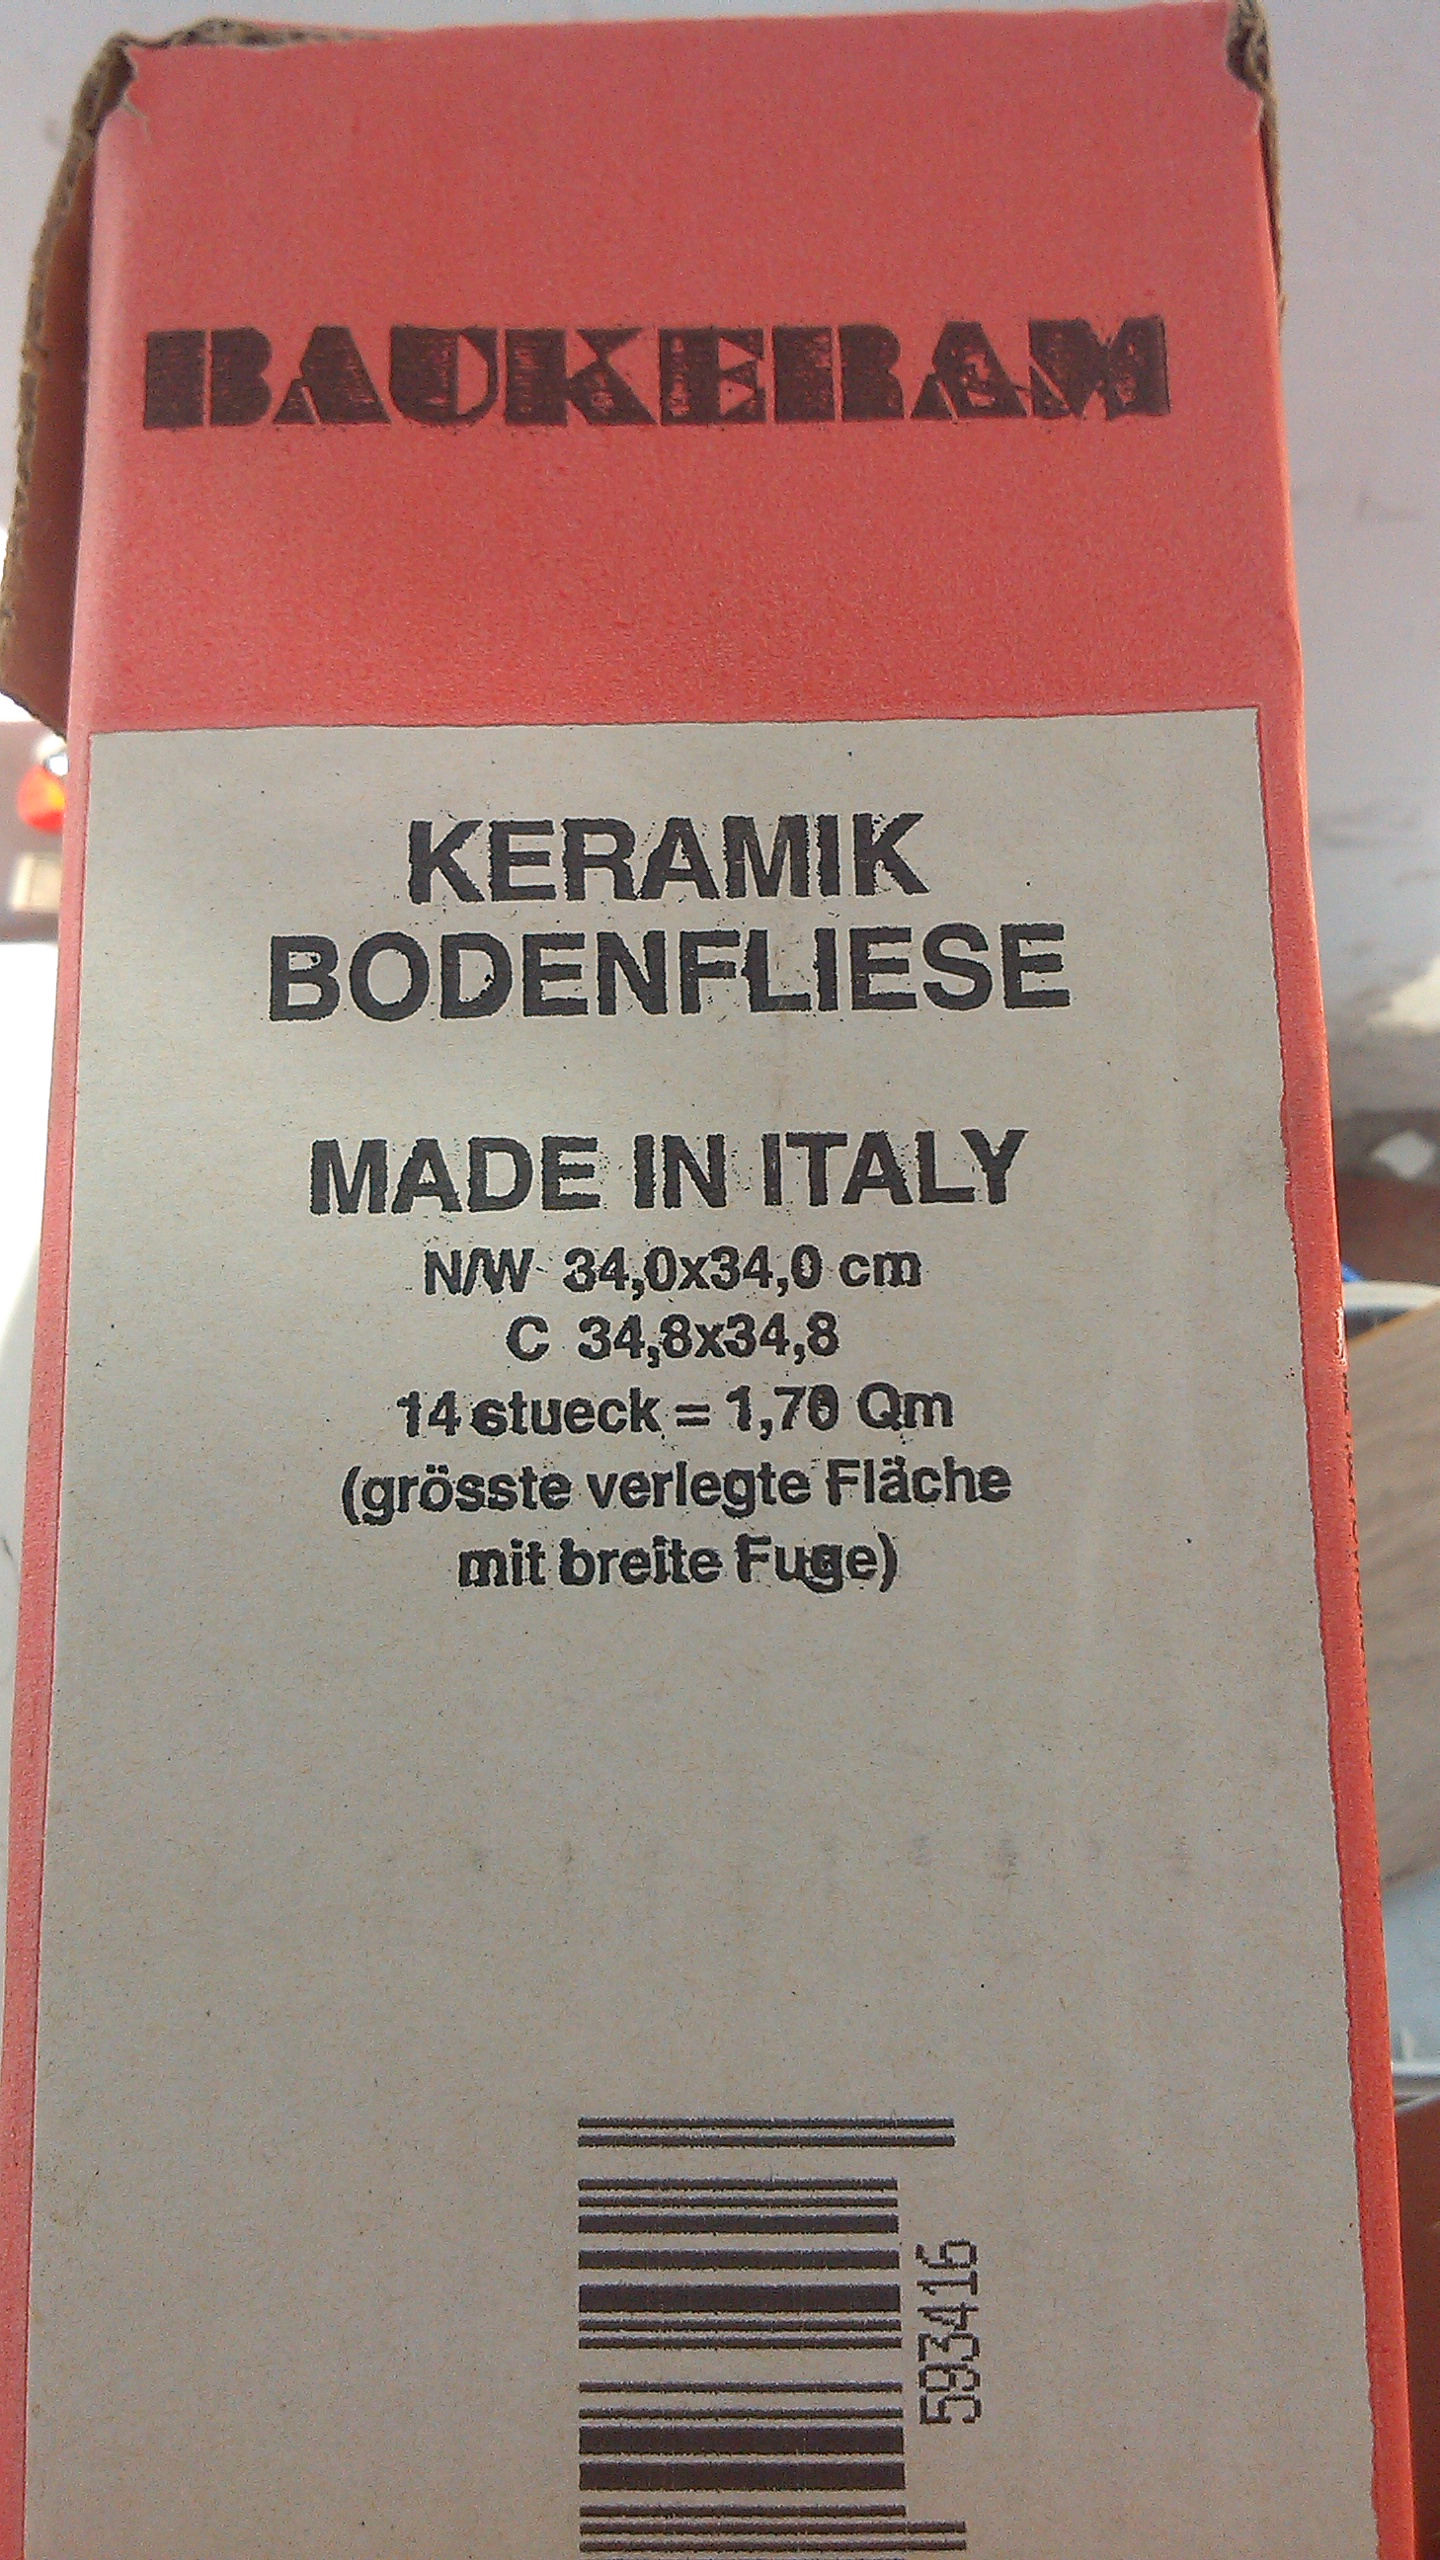 BAUKERAM
KERAMIK
BODENFLIESE
MADE IN ITALY
N/W 34,0x34,0 cm
C 34,8x34,8
14 stueck = 1,70 Qm
(grösste verlegte Fläche
mit breite Fuge)
593416